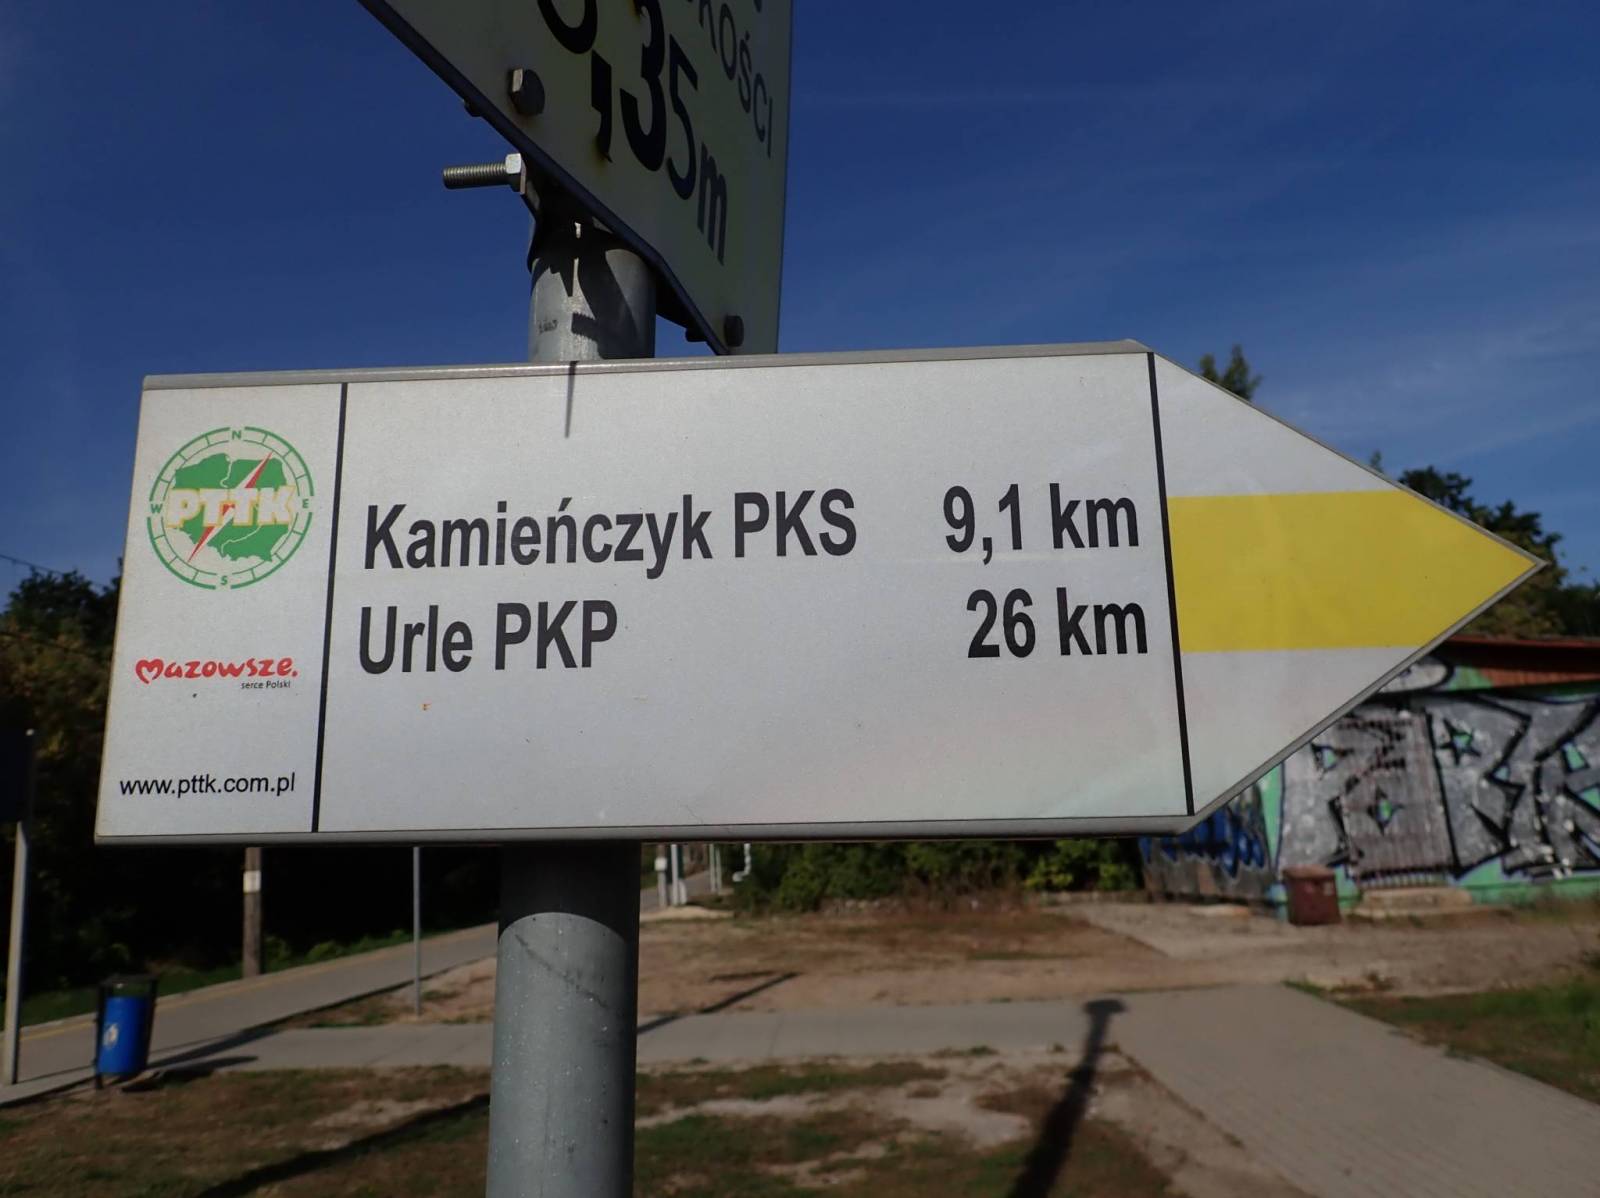 ,35m
N
W PTTK E
S
Mazowsze.
serce Polski
www.pttk.com.pl
Kamieńczyk PKS 9,1 km
Urle PKP 26 km